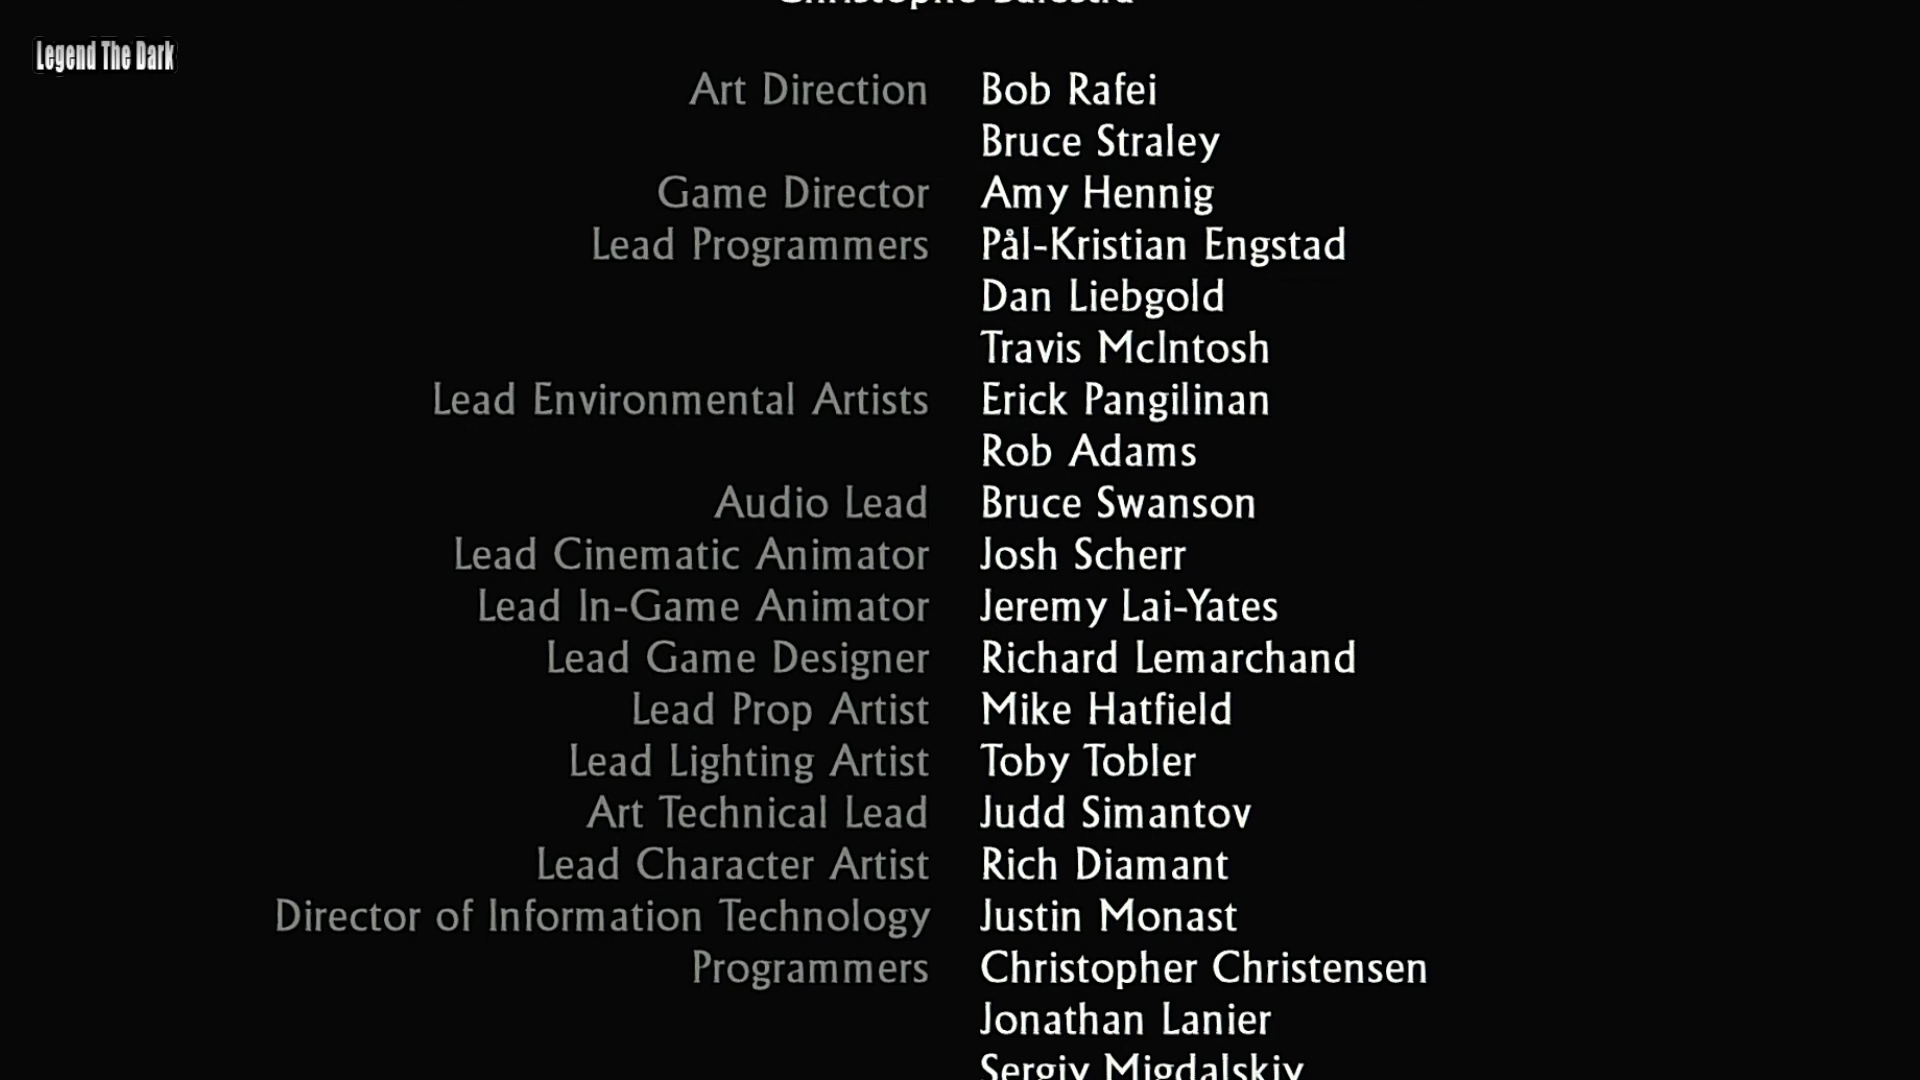 Christophe Balestra
Legend The Dark
Art Direction Bob Rafei
Bruce Straley
Game Director Amy Hennig
Lead Programmers Pål-Kristian Engstad
Dan Liebgold
Travis McIntosh
Lead Environmental Artists Erick Pangilinan
Rob Adams
Audio Lead Bruce Swanson
Lead Cinematic Animator Josh Scherr
Lead In-Game Animator Jeremy Lai-Yates
Lead Game Designer Richard Lemarchand
Lead Prop Artist Mike Hatfield
Lead Lighting Artist Toby Tobler
Art Technical Lead Judd Simantov
Lead Character Artist Rich Diamant
Director of Information Technology Justin Monast
Programmers Christopher Christensen
Jonathan Lanier
Sergiy Migdalskiy